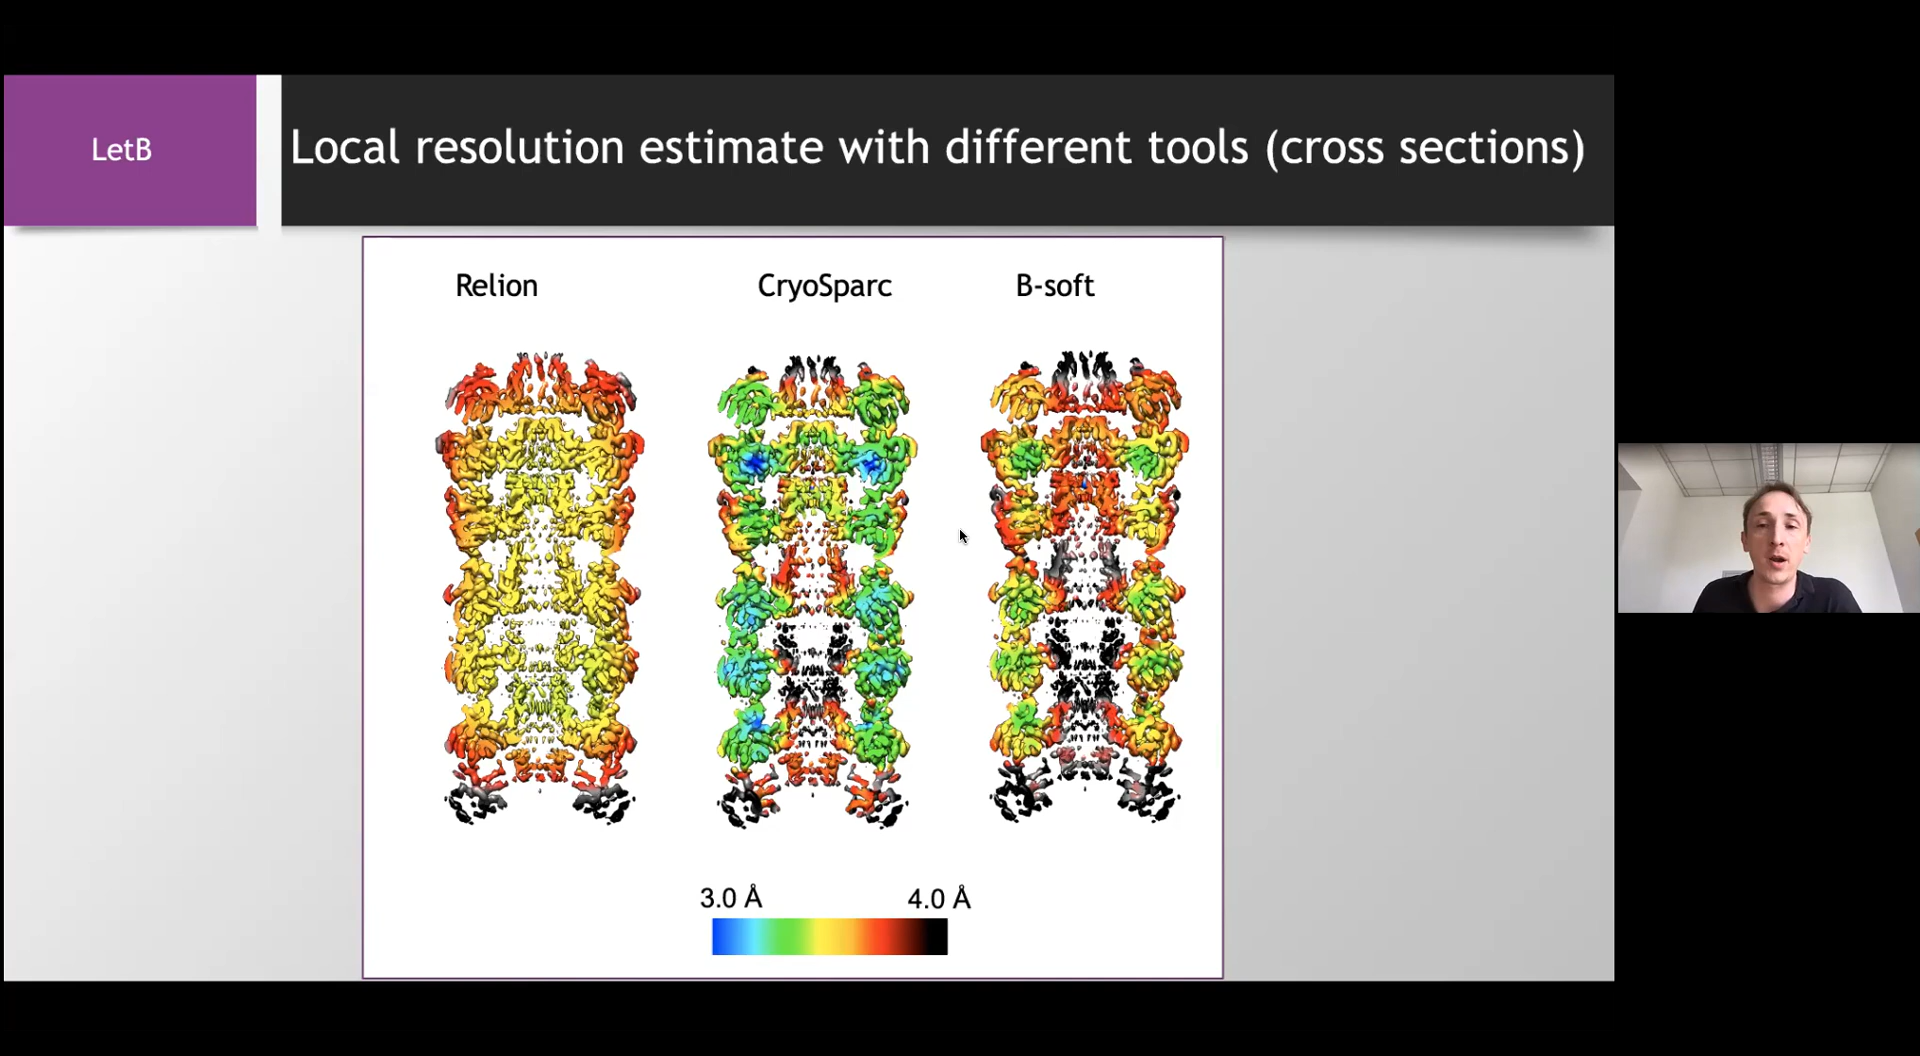 LetB
Local resolution estimate with different tools (cross sections)
Relion
CryoSparc
B-soft
3.0 Å
4.0 Å